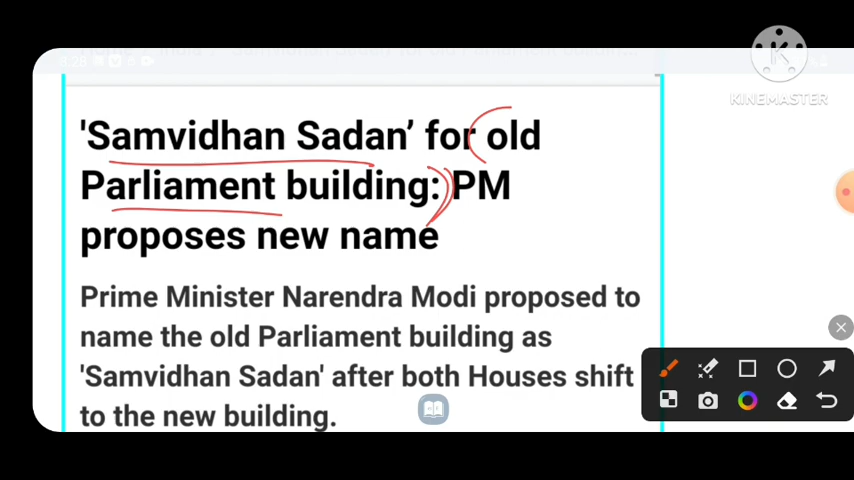 KINEMASTER
'Samvidhan Sadan’ for old
Parliament building: PM
proposes new name
Prime Minister Narendra Modi proposed to
name the old Parliament building as
'Samvidhan Sadan' after both Houses shift
to the new building.